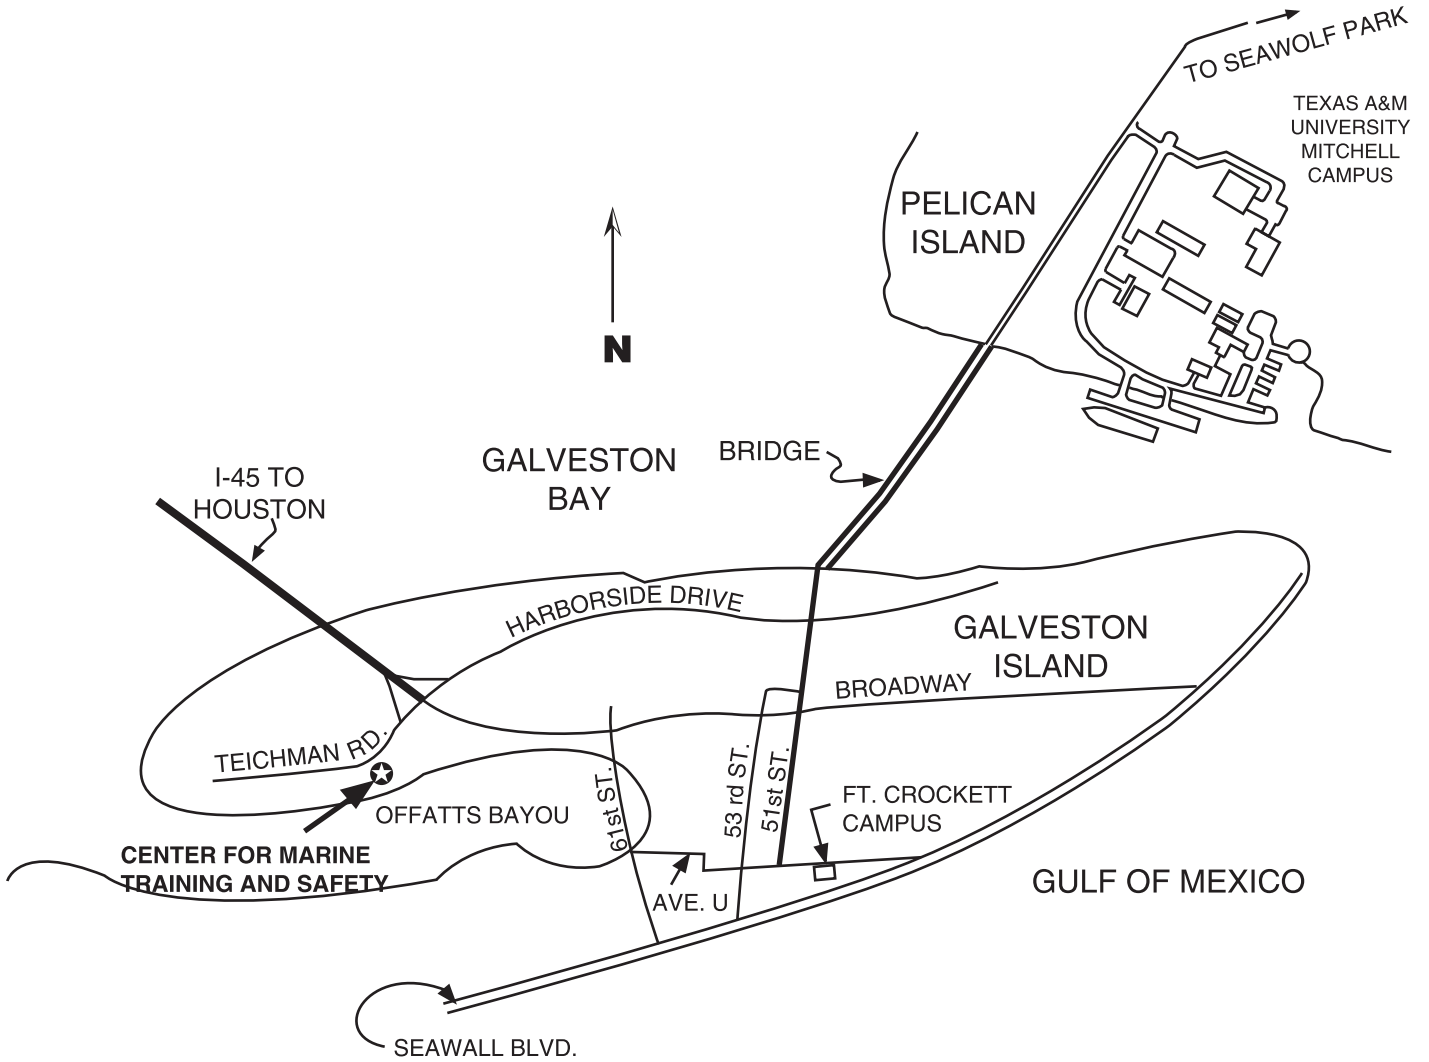 TO SEAWOLF PARK
TEXAS A&M
UNIVERSITY
MITCHELL
CAMPUS
PELICAN
ISLAND
N
BRIDGE
GALVESTON
BAY
I-45 TO
HOUSTON
HARBORSIDE DRIVE
GALVESTON
ISLAND
BROADWAY
TEICHMAN RD.
61st ST.
53 rd ST.
51st ST.
OFFATTS BAYOU
FT. CROCKETT
CAMPUS
CENTER FOR MARINE
TRAINING AND SAFETY
AVE. U
GULF OF MEXICO
SEAWALL BLVD.